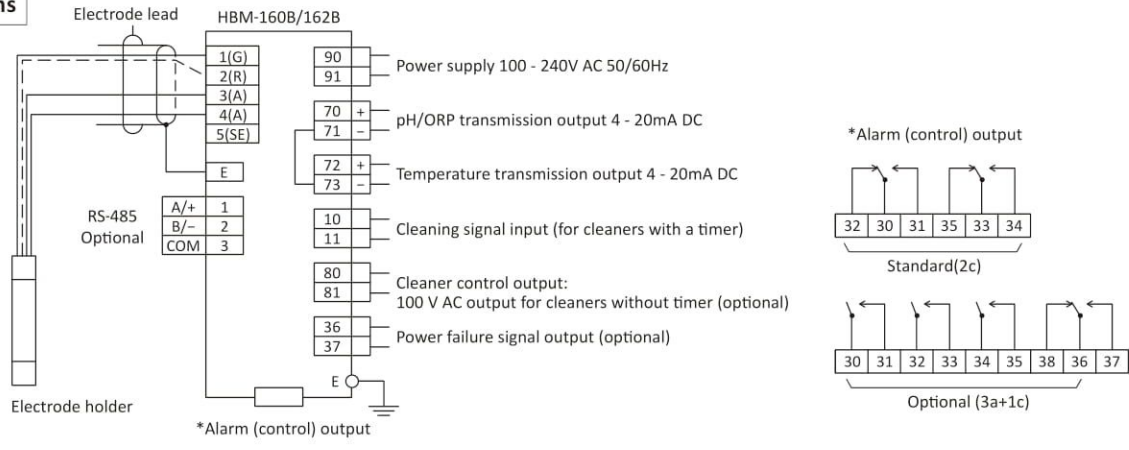 ns
Electrode lead
HBM-160B/162B
1(G)
2(R)
3(A)
4(A)
5(SE)
E
RS-485
Optional
A/+ 1
B/− 2
COM 3
90
91
Power supply 100 - 240V AC 50/60Hz
70 +
71 −
pH/ORP transmission output 4 - 20mA DC
72 +
73 −
Temperature transmission output 4 - 20mA DC
10
11
Cleaning signal input (for cleaners with a timer)
80
81
Cleaner control output:
100 V AC output for cleaners without timer (optional)
36
37
Power failure signal output (optional)
E
Electrode holder
*Alarm (control) output
*Alarm (control) output
32 30 31 35 33 34
Standard(2c)
30 31 32 33 34 35 38 36 37
Optional (3a+1c)